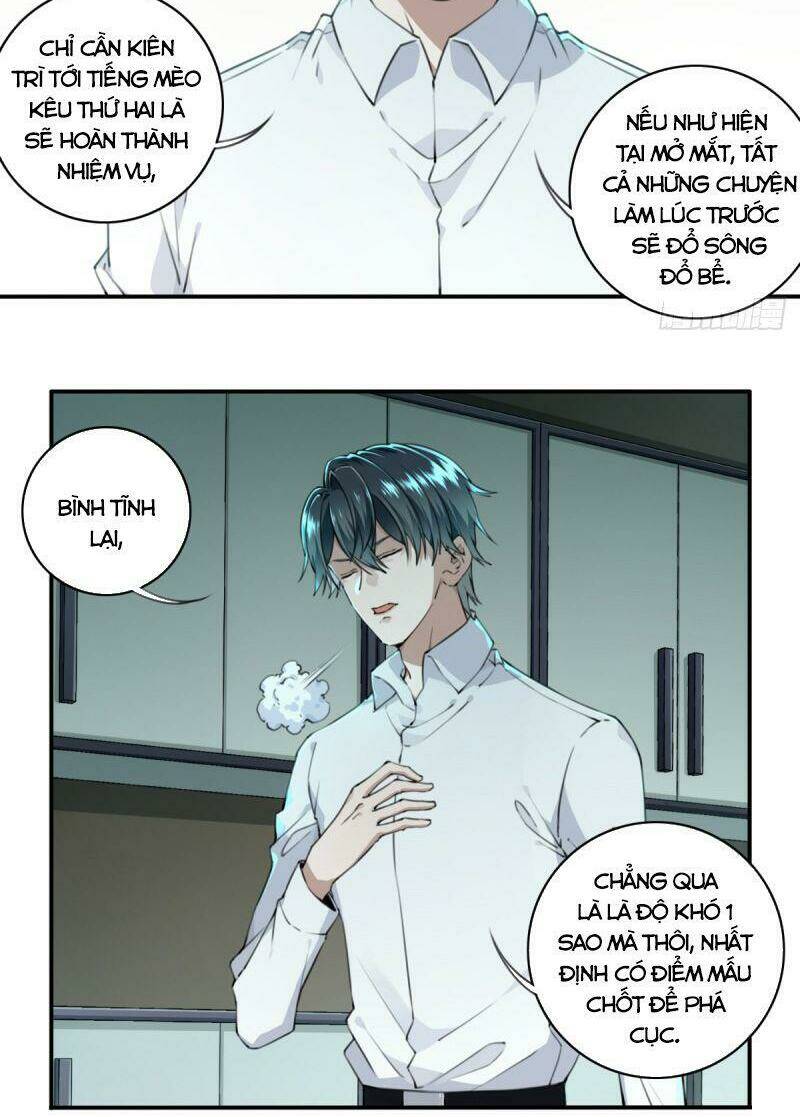 CHỈ CẦN KIÊN
TRÌ TỚI TIẾNG MÈO
KÊU THỨ HAI LÀ
SẼ HOÀN THÀNH
NHIỆM VỤ,
NẾU NHƯ HIỆN
TẠI MỞ MẮT, TẤT
CẢ NHỮNG CHUYỆN
LÀM LÚC TRƯỚC
SẼ ĐỔ SÔNG
ĐỔ BỂ.
BÌNH TĨNH
LẠI,
CHẲNG QUA
LÀ LÀ ĐỘ KHÓ 1
SAO MÀ THÔI, NHẤT
ĐỊNH CÓ ĐIỂM MẤU
CHỐT ĐỂ PHÁ
CỤC.